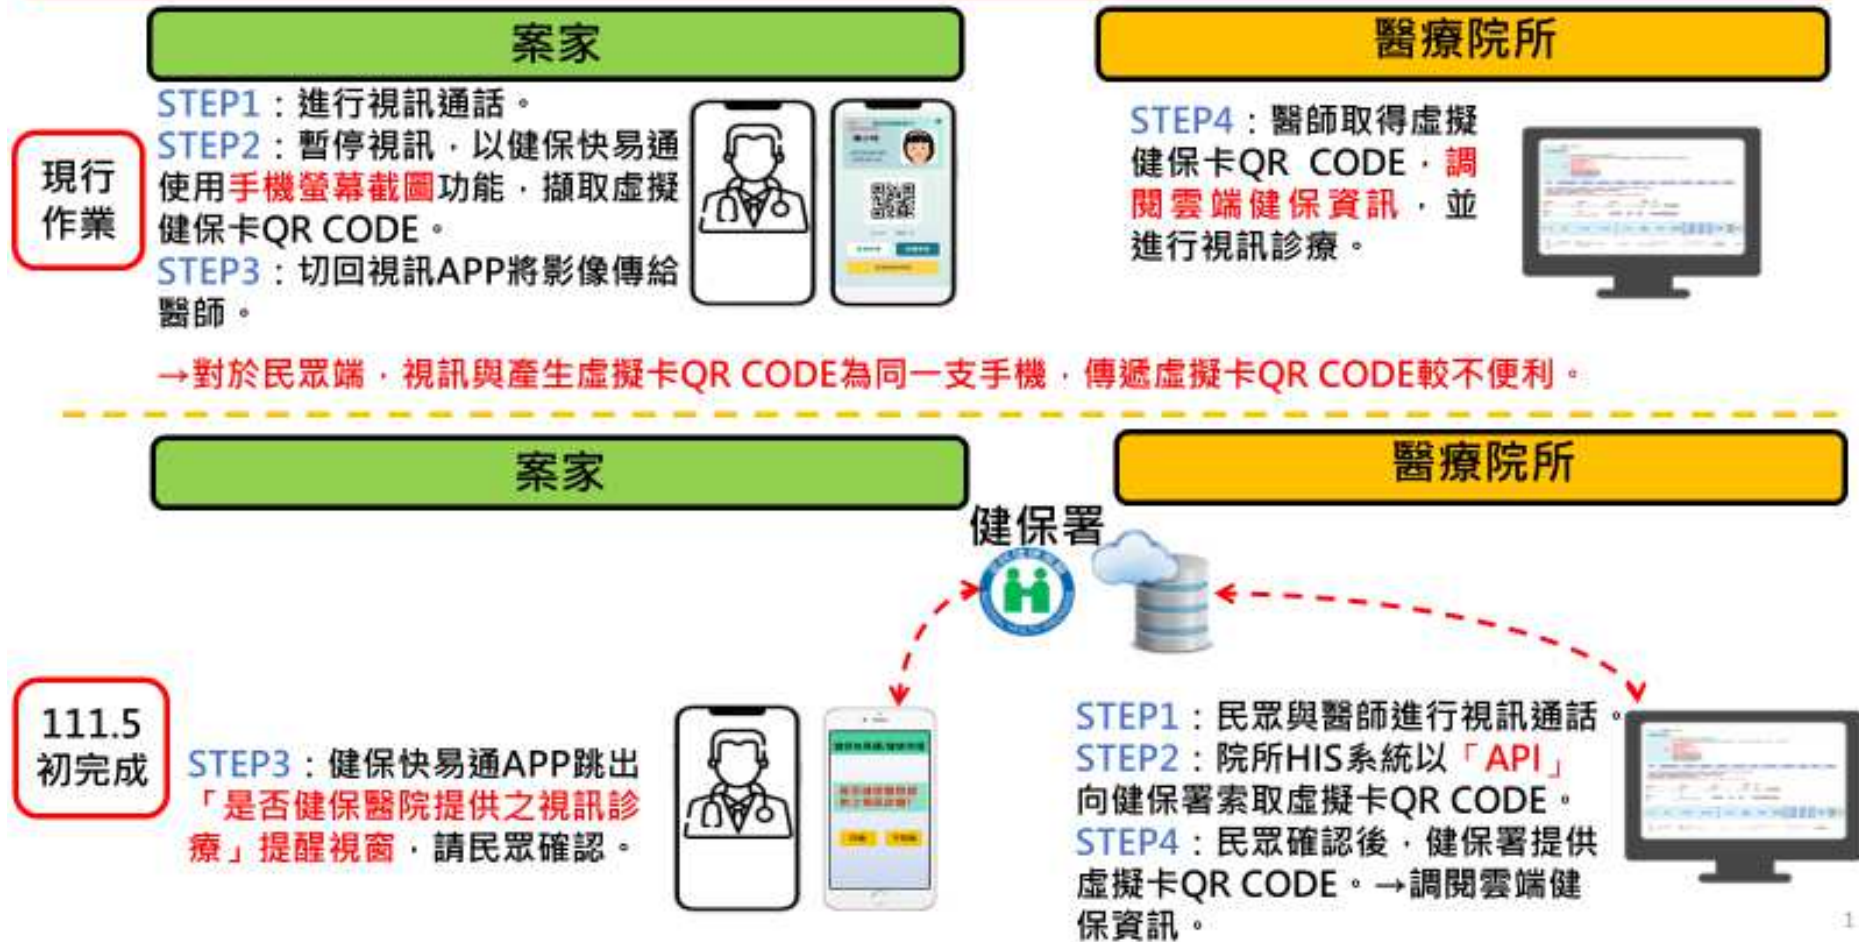 案家
醫療院所
現行
作業
STEP1：進行視訊通話。
STEP2：暫停視訊，以健保快易通
使用手機螢幕截圖功能，擷取虛擬
健保卡QR CODE。
STEP3：切回視訊APP將影像傳給
醫師。
STEP4：醫師取得虛擬
健保卡QR CODE，調
閱雲端健保資訊，並
進行視訊診療。
→對於民眾端，視訊與產生虛擬卡QR CODE為同一支手機，傳遞虛擬卡QR CODE較不便利。
案家
醫療院所
健保署
111.5
初完成
STEP3：健保快易通APP跳出
「是否健保醫院提供之視訊診
療」提醒視窗，請民眾確認。
STEP1：民眾與醫師進行視訊通話。
STEP2：院所HIS系統以「API」
向健保署索取虛擬卡QR CODE。
STEP4：民眾確認後，健保署提供
虛擬卡QR CODE。→調閱雲端健
保資訊。
1